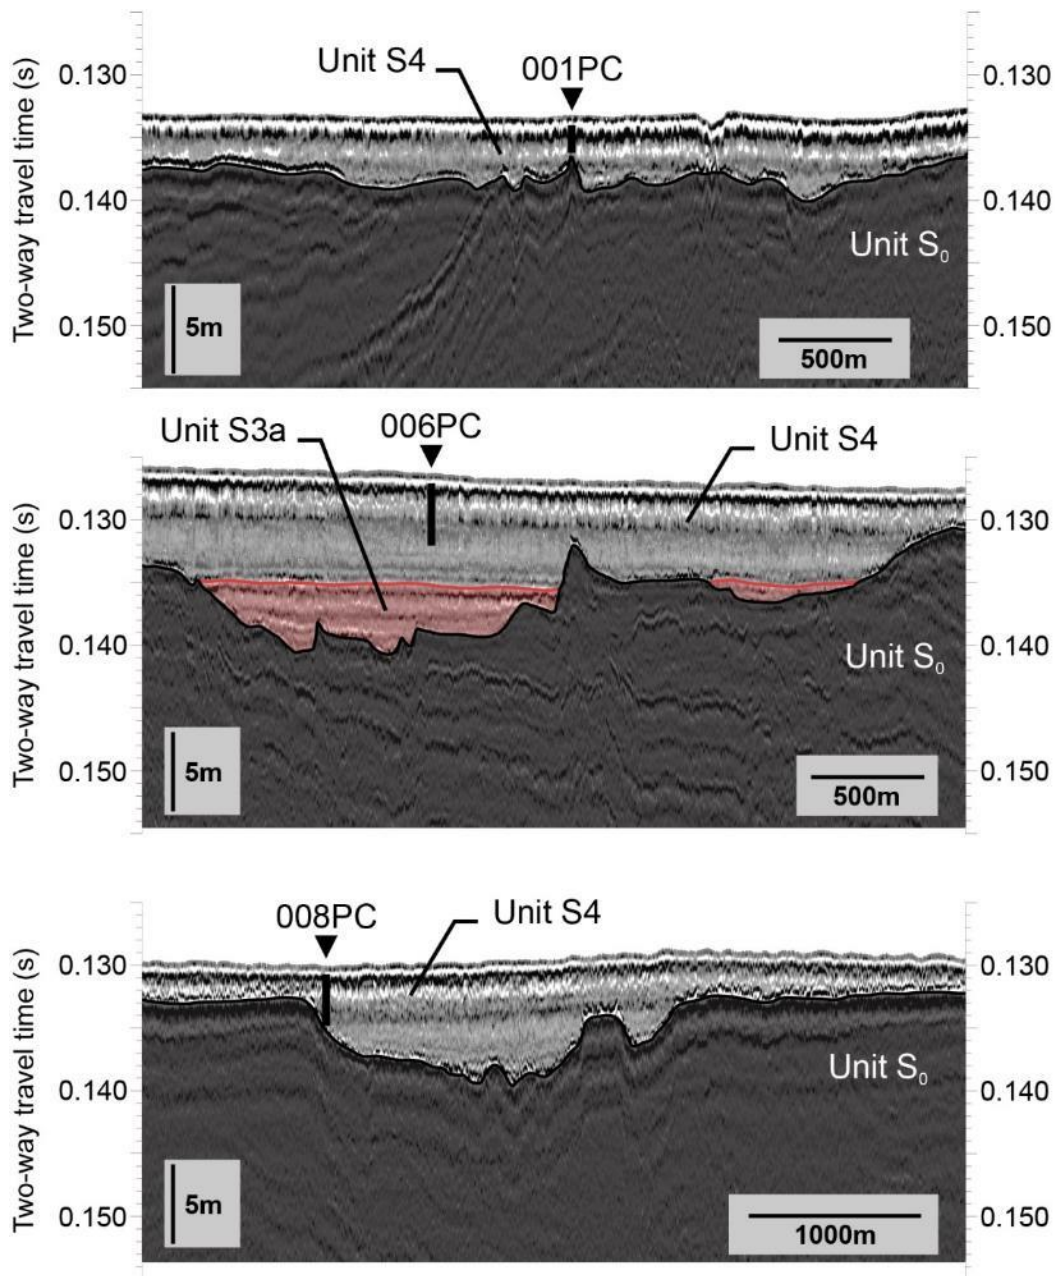 Unit S4
001PC
Two-way travel time (s)
0.130
0.140
0.150
0.130
0.140
0.150
Unit S₀
5m
500m
Unit S3a
006PC
Unit S4
Two-way travel time (s)
0.130
0.140
0.150
0.130
0.140
0.150
Unit S₀
5m
500m
008PC
Unit S4
Two-way travel time (s)
0.130
0.140
0.150
0.130
0.140
0.150
Unit S₀
5m
1000m